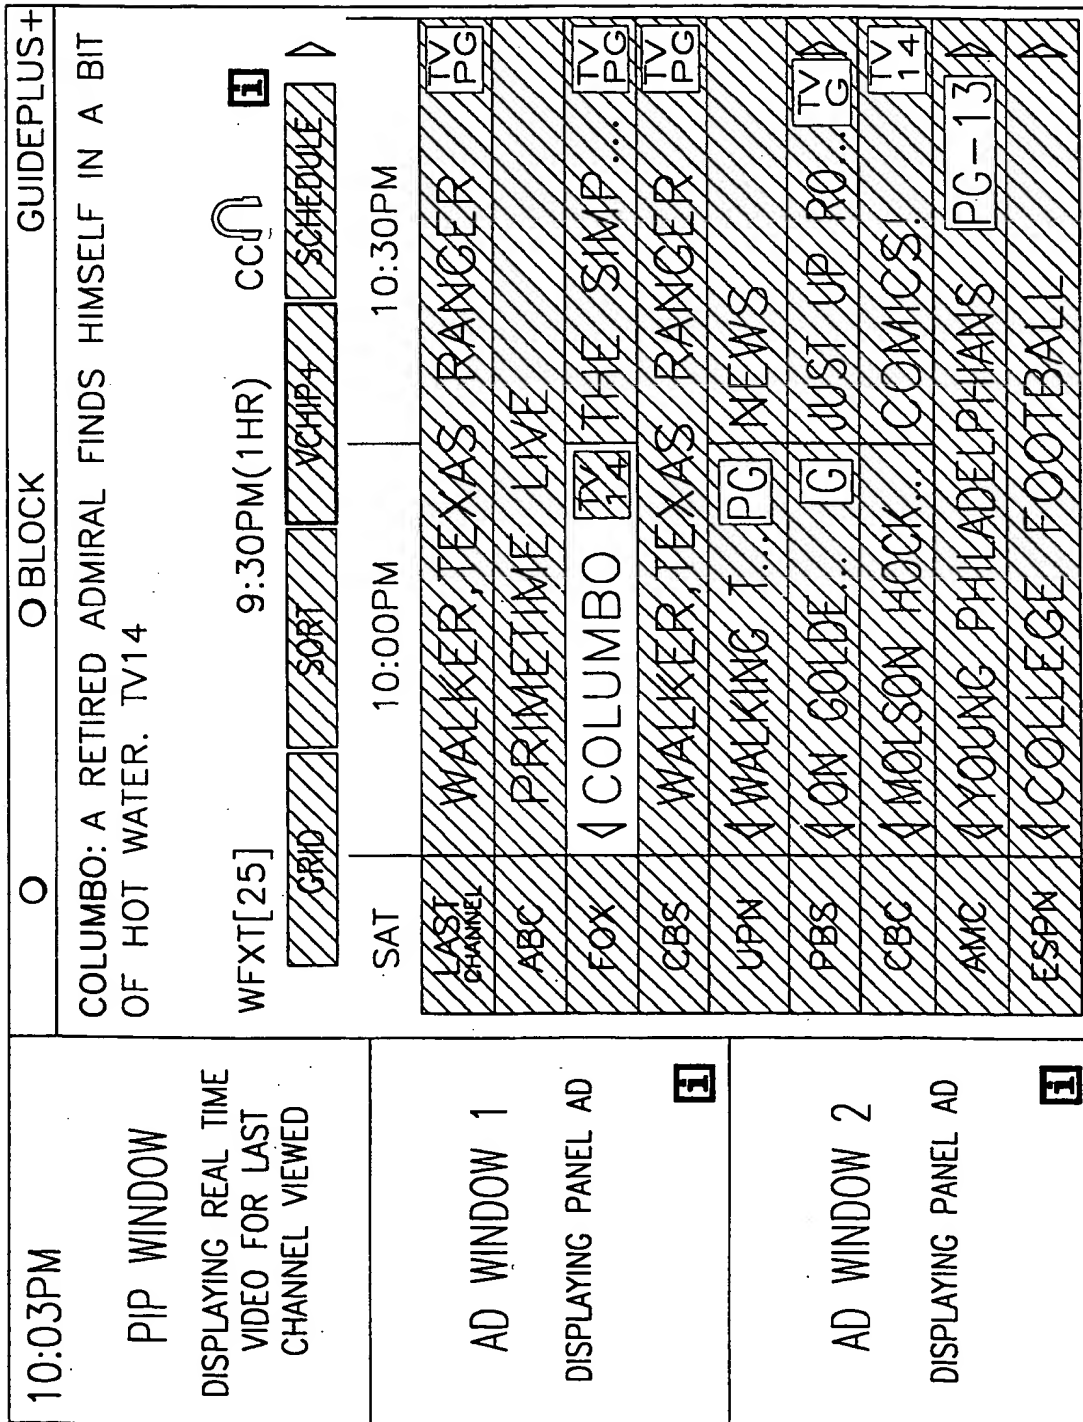 10:03PM
PIP WINDOW
DISPLAYING REAL TIME
VIDEO FOR LAST
CHANNEL VIEWED
AD WINDOW 1
DISPLAYING PANEL AD
i
AD WINDOW 2
DISPLAYING PANEL AD
i
O O BLOCK GUIDEPLUS+
COLUMBO: A RETIRED ADMIRAL FINDS HIMSELF IN A BIT
OF HOT WATER. TV14
WFXT[25] 9:30PM(1HR) CC i
GRID SORT VCHIP+ SCHEDULE
SAT 10:00PM 10:30PM
LAST CHANNEL WALKER,TEXAS RANGER TV PG
ABC PRIMETIME LIVE
FOX COLUMBO TV 14 THE SIMP... TV PG
CBS WALKER,TEXAS RANGER TV PG
UPN WALKING T... PG NEWS
PBS ON GOLDE... G JUST UP RO... TV G
CBC MOLSON HOCK... COMICS! TV 14
AMC YOUNG PHILADELPHIANS PG-13
ESPN COLLEGE FOOTBALL